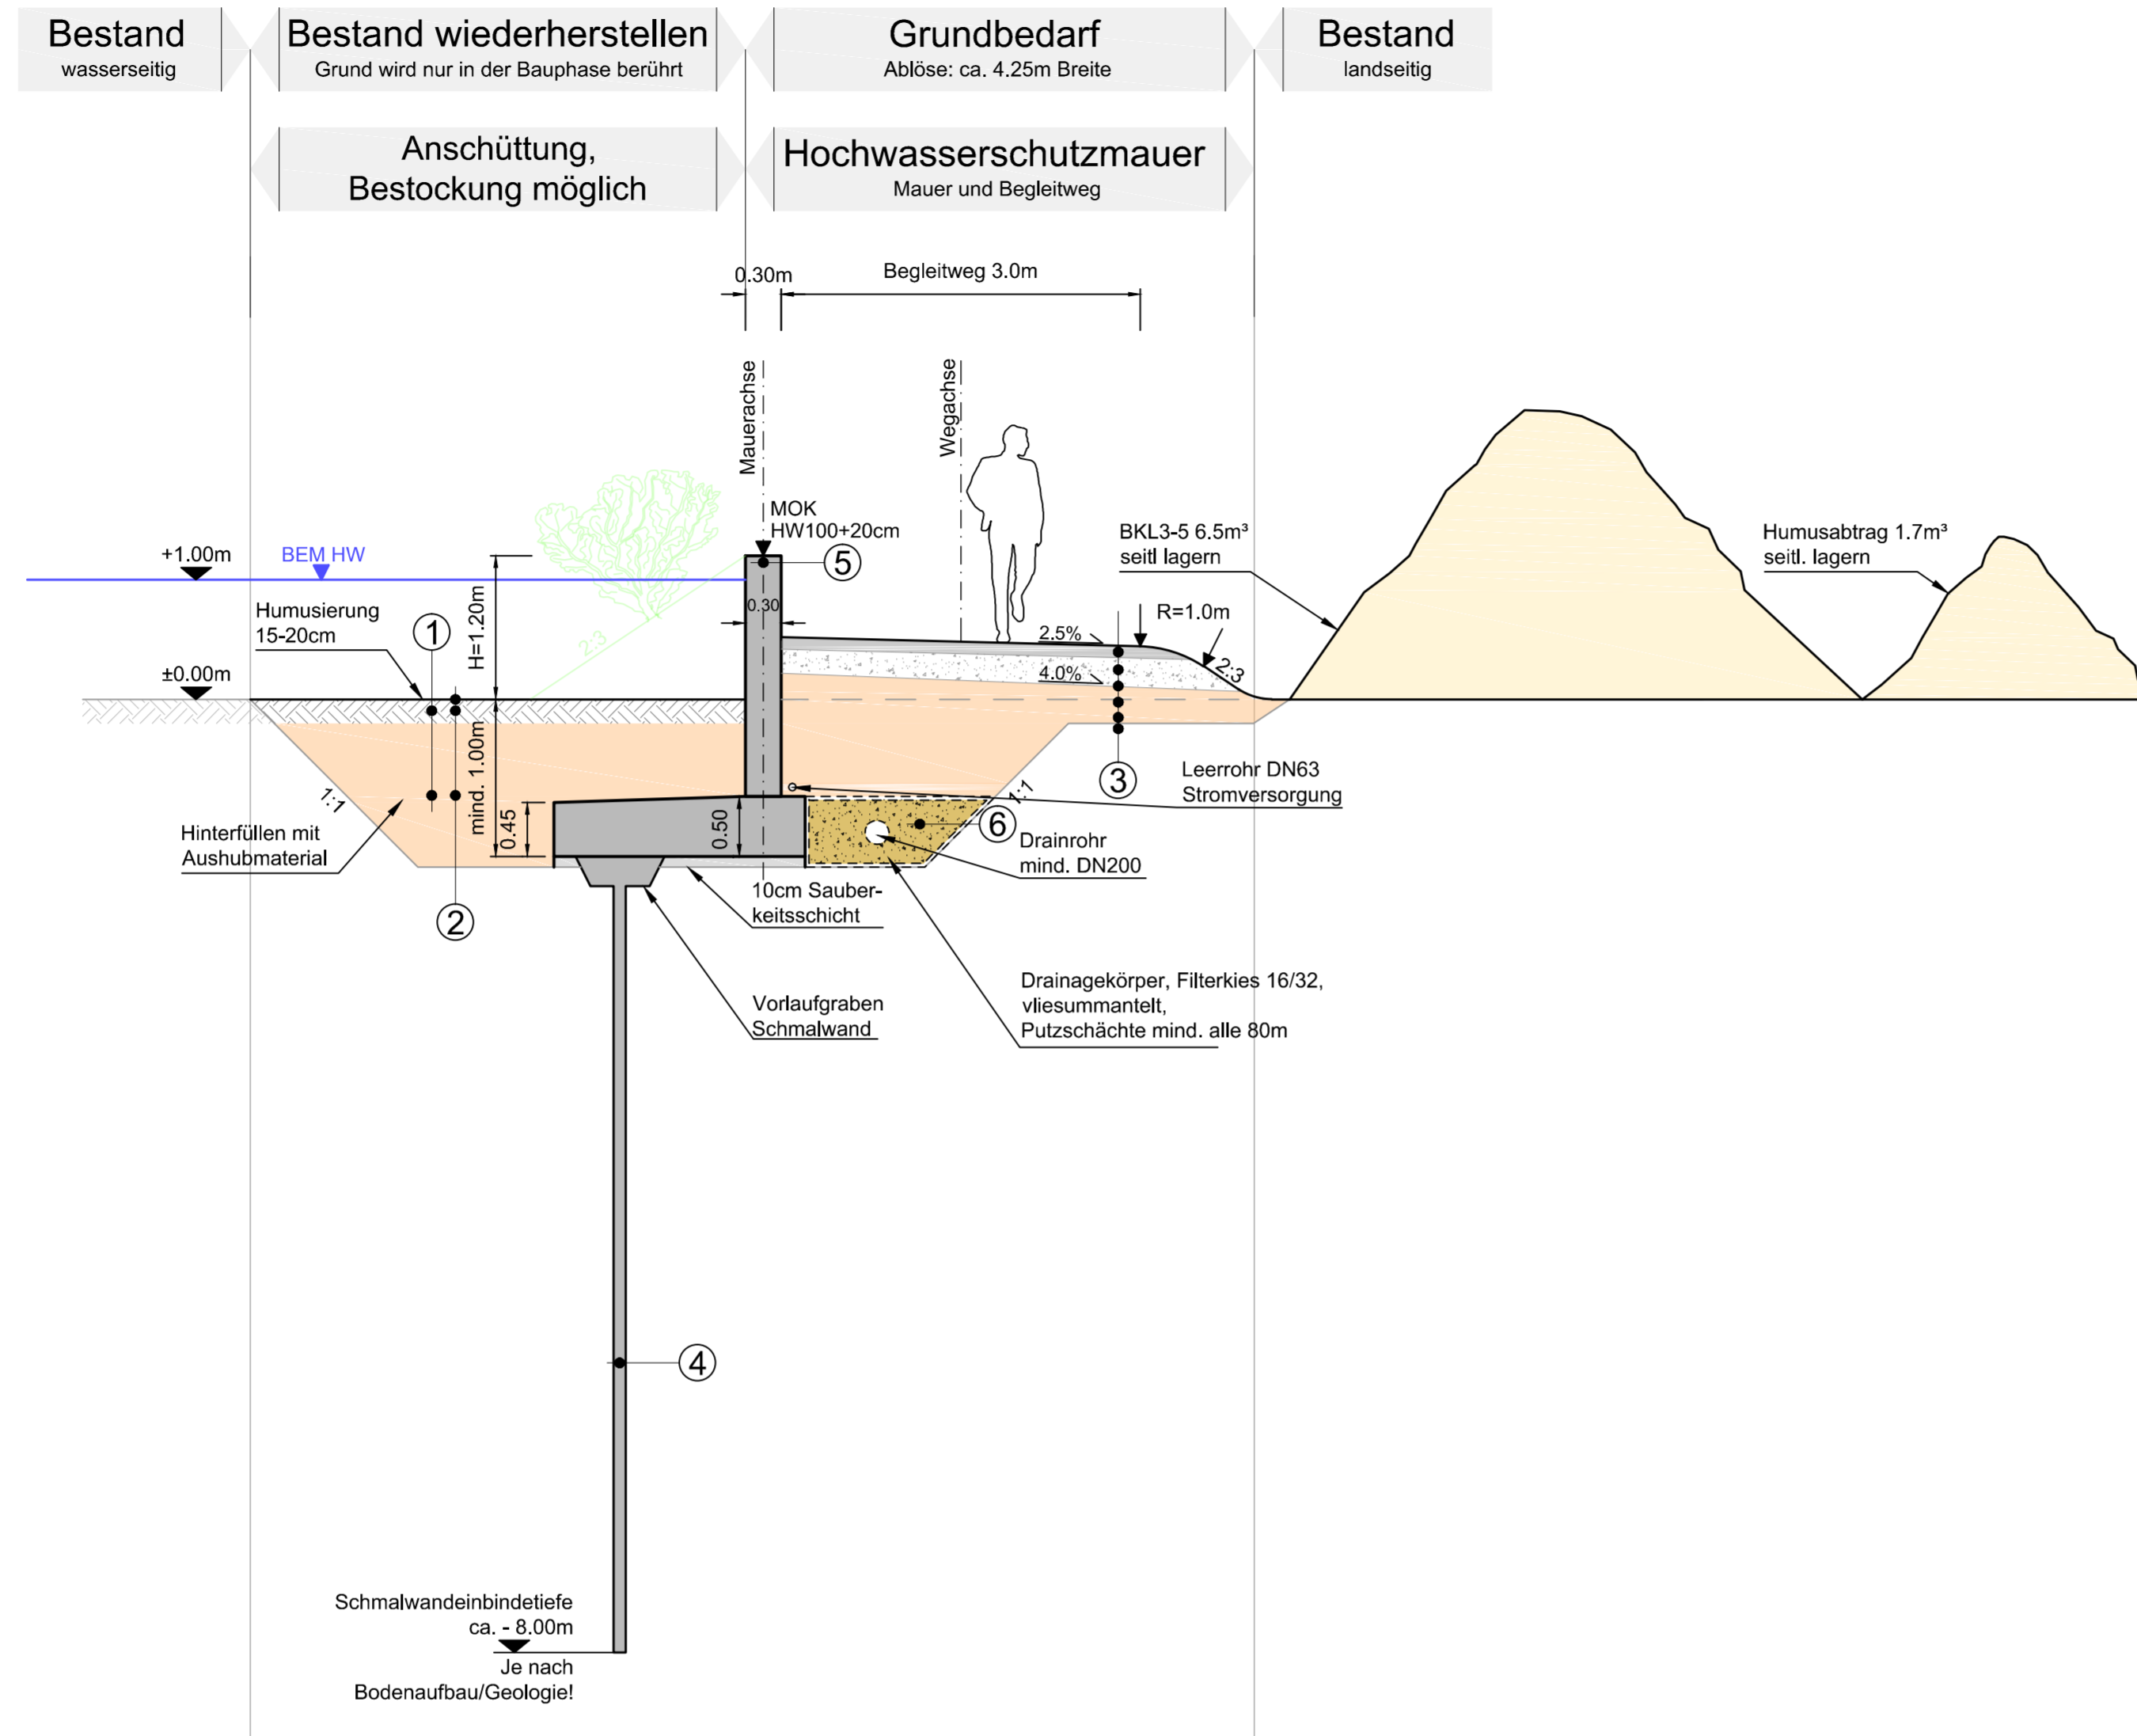 Bestand
wasserseitig
Bestand wiederherstellen
Grund wird nur in der Bauphase berührt
Grundbedarf
Ablöse: ca. 4.25m Breite
Bestand
landseitig
Anschüttung,
Bestockung möglich
Hochwasserschutzmauer
Mauer und Begleitweg
0.30m
Begleitweg 3.0m
Mauerachse
Wegachse
MOK
HW100+20cm
5
+1.00m
BEM HW
BKL3-5 6.5m³
seitl lagern
Humusabtrag 1.7m³
seitl. lagern
Humusierung
15-20cm
1
H=1.20m
2:3
0.30
2.5%
R=1.0m
2:3
±0.00m
4.0%
mind. 1.00m
1:1
3
Leerrohr DN63
Stromversorgung
1:1
Hinterfüllen mit
Aushubmaterial
0.45
0.50
6
Drainrohr
mind. DN200
2
10cm Sauber-
keitsschicht
Vorlaufgraben
Schmalwand
Drainagekörper, Filterkies 16/32,
vliesummantelt,
Putzschächte mind. alle 80m
4
Schmalwandeinbindetiefe
ca. - 8.00m
Je nach
Bodenaufbau/Geologie!